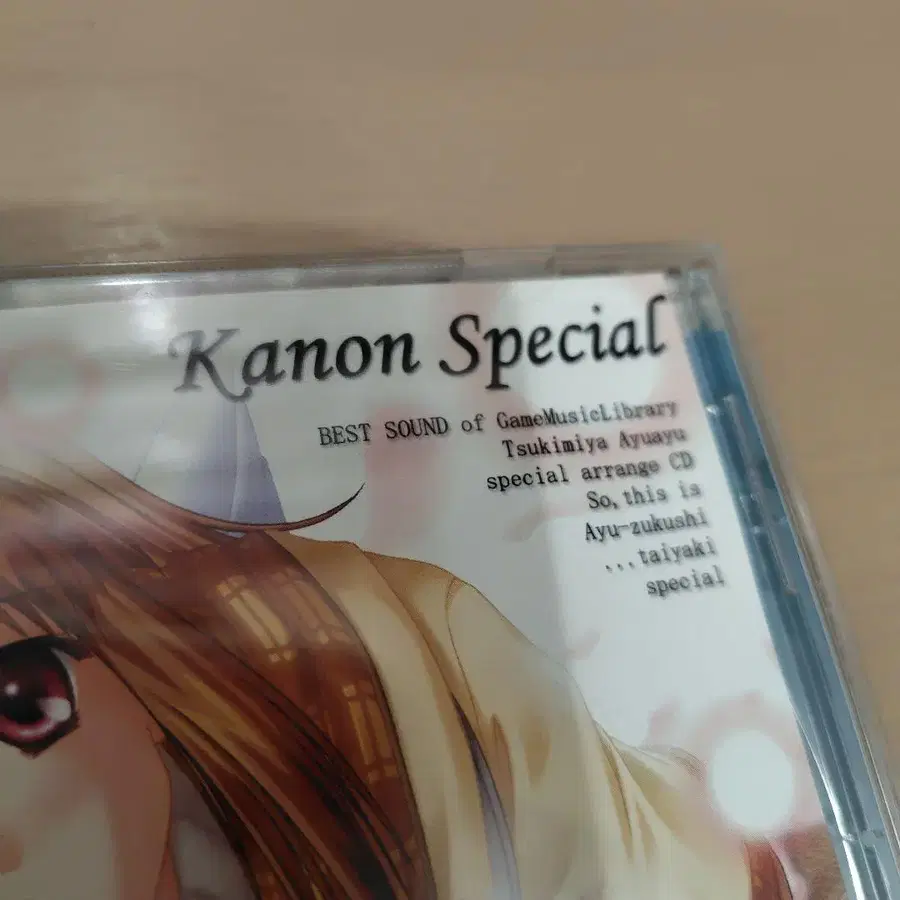 Kanon Special
BEST SOUND of GameMusicLibrary
Tsukimiya Ayuayu
special arrange CD
So,this is
Ayu-zukushi
...taiyaki
special